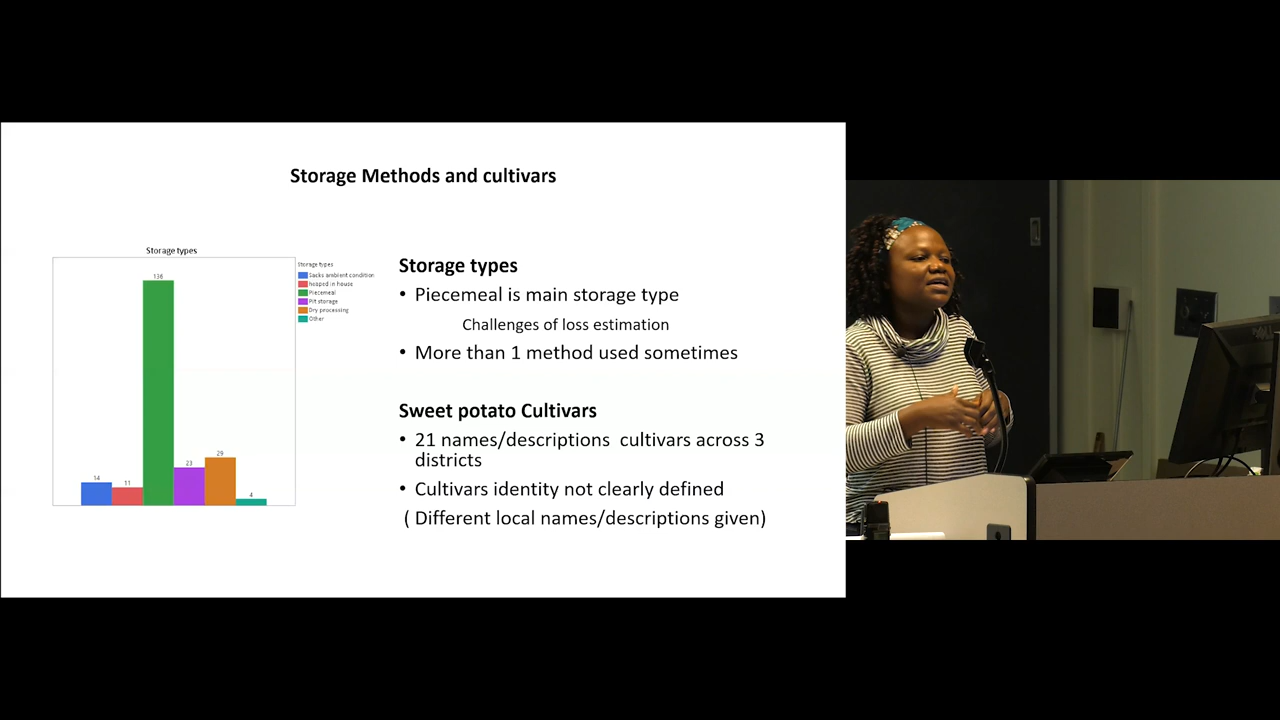 Storage Methods and cultivars
Storage types
136
14
11
23
29
4
Storage types
Sacks ambient condition
heaped in house
Piecemeal
Pit storage
Dry processing
Other
Storage types
• Piecemeal is main storage type
Challenges of loss estimation
• More than 1 method used sometimes
Sweet potato Cultivars
• 21 names/descriptions cultivars across 3
districts
• Cultivars identity not clearly defined
( Different local names/descriptions given)
DELL